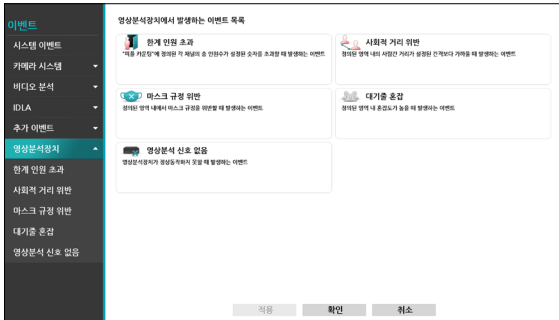 이벤트
시스템 이벤트
카메라 시스템
비디오 분석
IDLA
추가 이벤트
영상분석장치
한계 인원 초과
사회적 거리 위반
마스크 규정 위반
대기줄 혼잡
영상분석 신호 없음
영상분석장치에서 발생하는 이벤트 목록
한계 인원 초과
"피플 카운팅"에 정의된 각 채널의 총 인원수가 설정된 숫자을 초과할 때 발생하는 이벤트
사회적 거리 위반
정의된 영역 내의 사람간 거리가 설정된 간격보다 가까울 때 발생하는 이벤트
마스크 규정 위반
정의된 영역 내에서 마스크 규정을 위반할 때 발생하는 이벤트
대기줄 혼잡
정의된 영역 내 혼잡도가 높을 때 발생하는 이벤트
영상분석 신호 없음
영상분석장치가 정상동작하지 못할 때 발생하는 이벤트
적용
확인
취소